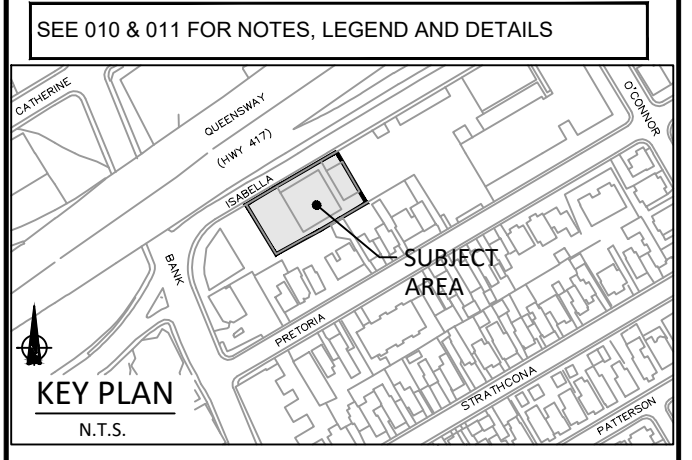 SEE 010 & 011 FOR NOTES, LEGEND AND DETAILS
CATHERINE
QUEENSWAY
(HWY 417)
O'CONNOR
ISABELLA
BANK
SUBJECT
AREA
PRETORIA
STRATHCONA
PATTERSON
KEY PLAN
N.T.S.